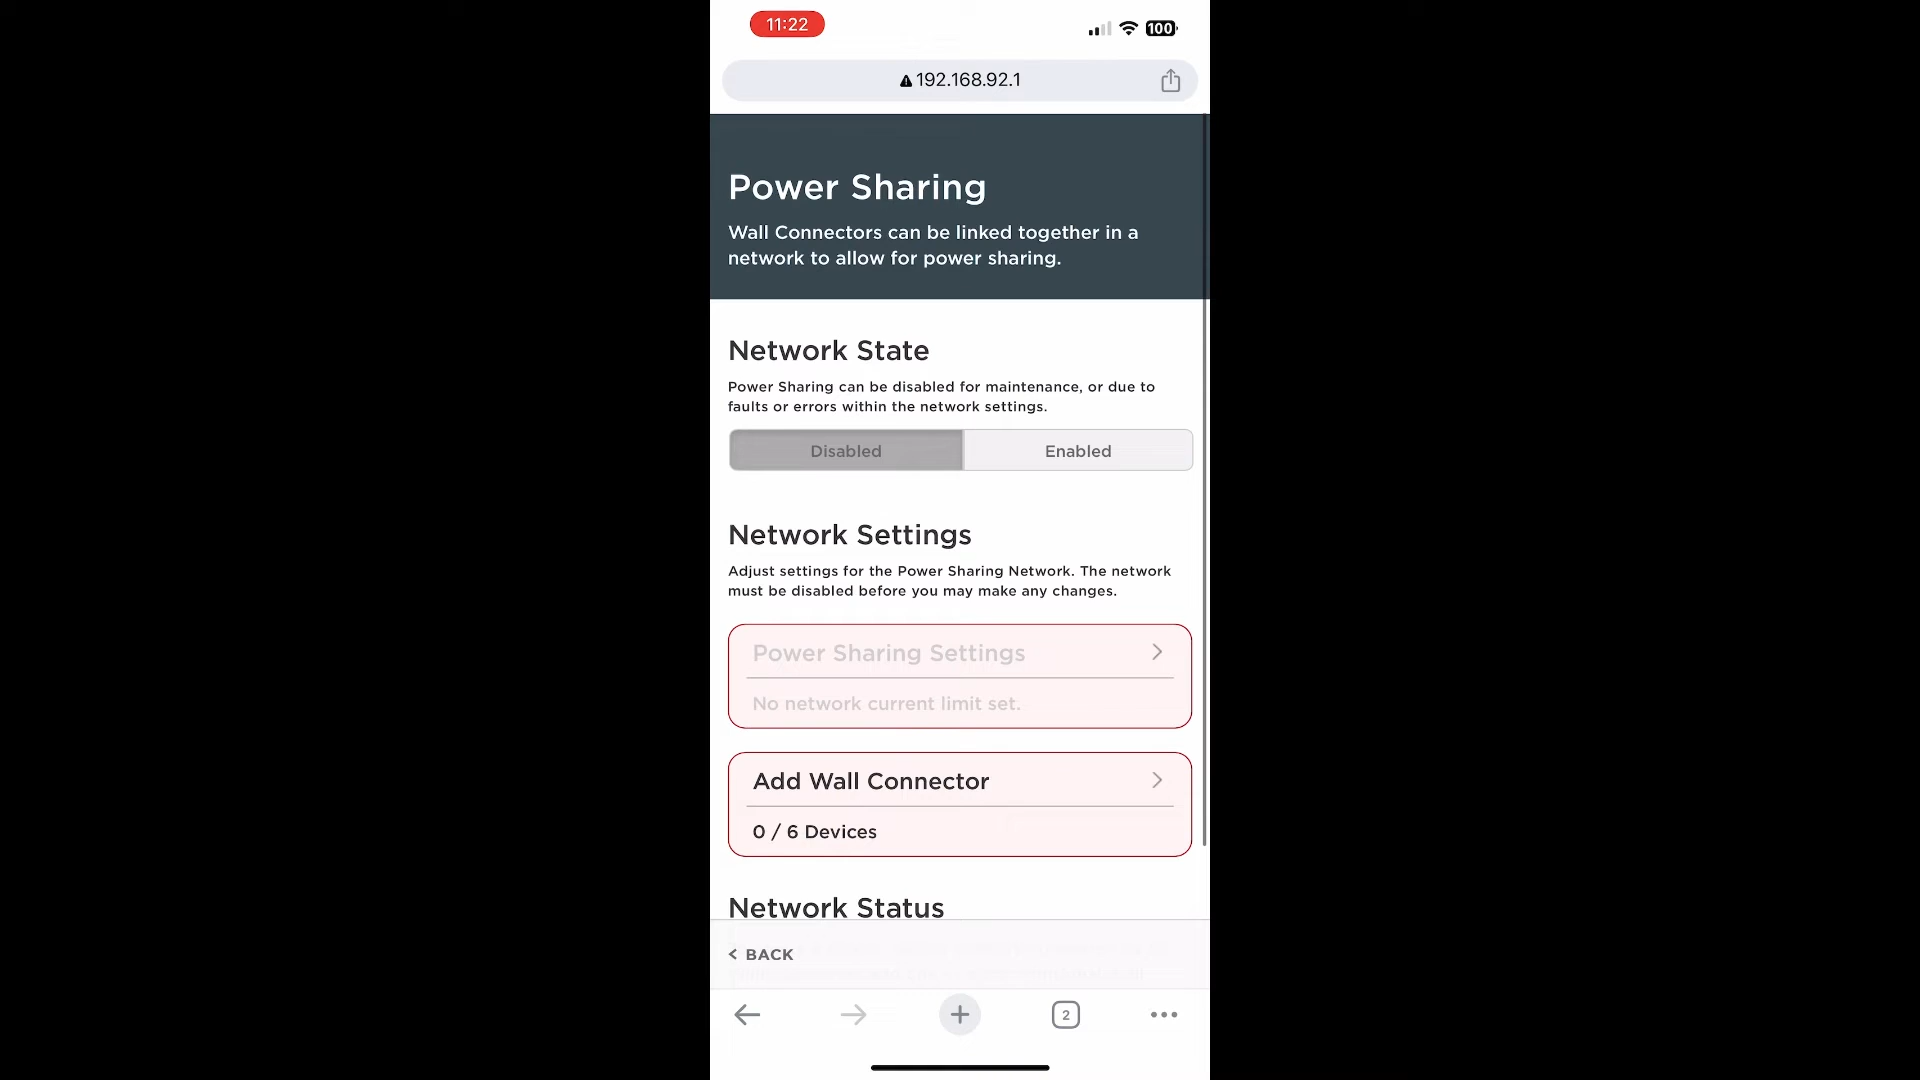 11:22
100
192.168.92.1
Power Sharing
Wall Connectors can be linked together in a
network to allow for power sharing.
Network State
Power Sharing can be disabled for maintenance, or due to
faults or errors within the network settings.
Disabled Enabled
Network Settings
Adjust settings for the Power Sharing Network. The network
must be disabled before you may make any changes.
Power Sharing Settings
No network current limit set.
Add Wall Connector
0 / 6 Devices
Network Status
< BACK
2